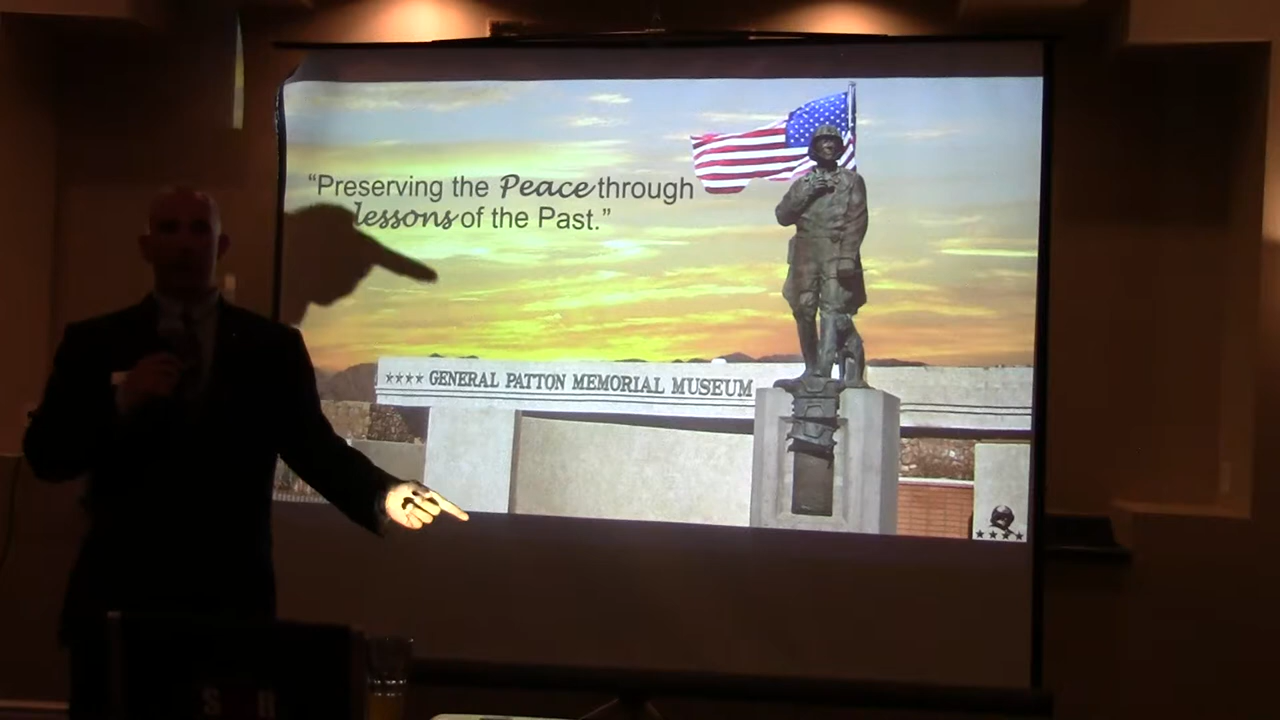 “Preserving the Peace through
lessons of the Past.”
★★★★ GENERAL PATTON MEMORIAL MUSEUM